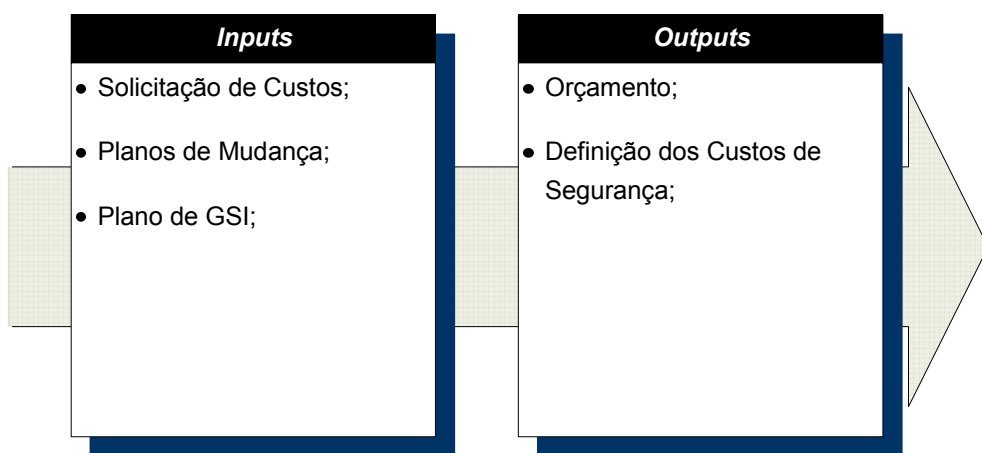 Inputs
• Solicitação de Custos;
• Planos de Mudança;
• Plano de GSI;
Outputs
• Orçamento;
• Definição dos Custos de
Segurança;